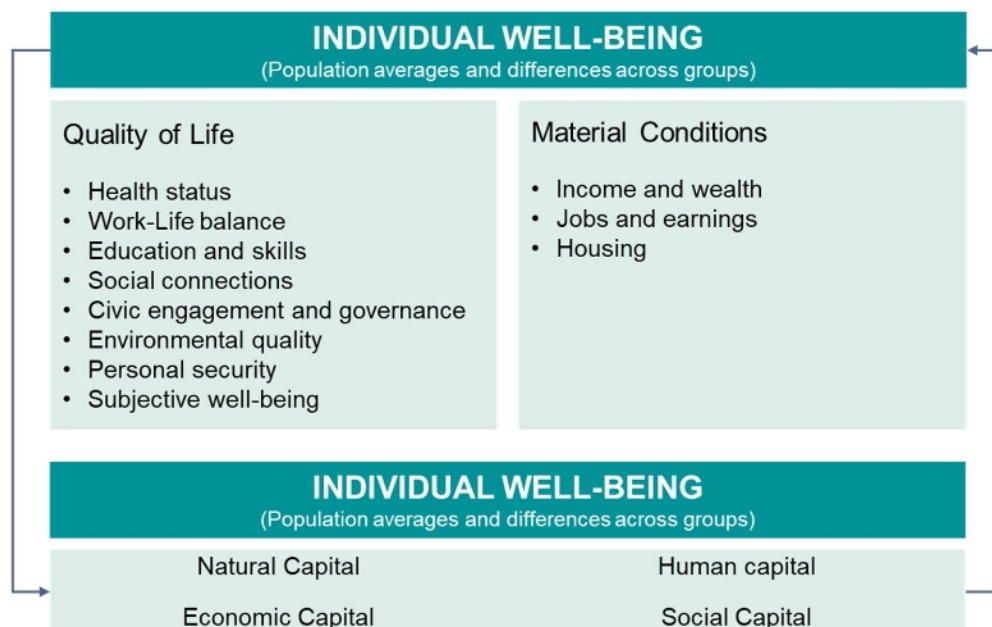 INDIVIDUAL WELL-BEING
(Population averages and differences across groups)
Quality of Life
• Health status
• Work-Life balance
• Education and skills
• Social connections
• Civic engagement and governance
• Environmental quality
• Personal security
• Subjective well-being
Material Conditions
• Income and wealth
• Jobs and earnings
• Housing
INDIVIDUAL WELL-BEING
(Population averages and differences across groups)
Natural Capital
Human capital
Economic Capital
Social Capital